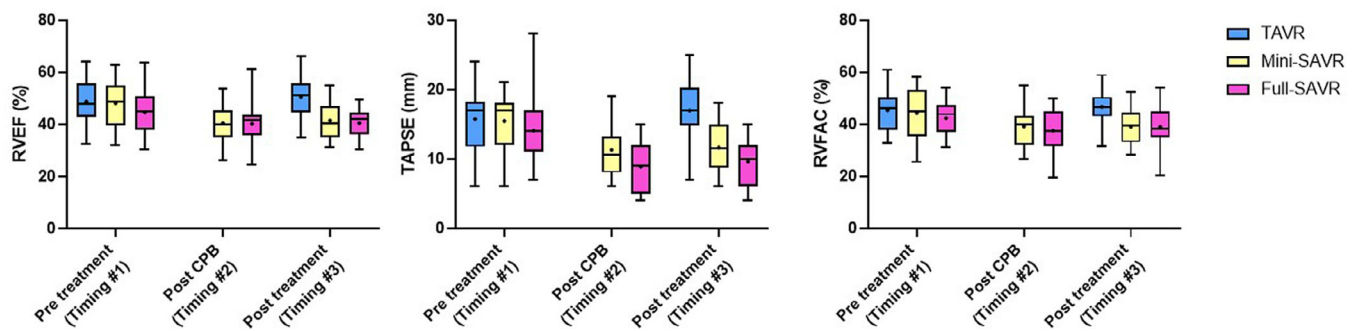 80
60
40
20
0
RVEF (%)
Pre treatment
(Timing #1)
Post CPB
(Timing #2)
Post treatment
(Timing #3)
30
20
10
0
TAPSE (mm)
Pre treatment
(Timing #1)
Post CPB
(Timing #2)
Post treatment
(Timing #3)
80
60
40
20
0
RVFAC (%)
Pre treatment
(Timing #1)
Post CPB
(Timing #2)
Post treatment
(Timing #3)
TAVR
Mini-SAVR
Full-SAVR